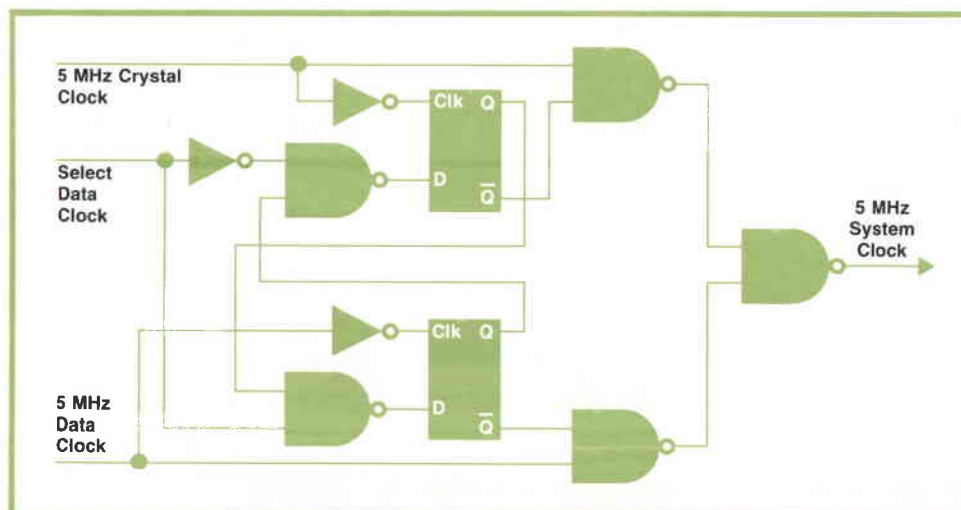 5 MHz Crystal
Clock
Clk Q
Select
Data
Clock
D Q̅
5 MHz
System
Clock
Clk Q
5 MHz
Data
Clock
D Q̅